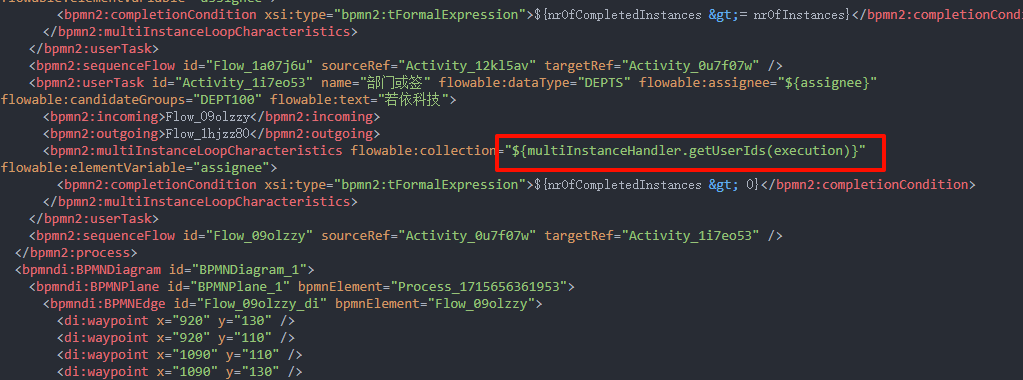 flowable:elementVariable="assignee">
<bpmn2:completionCondition xsi:type="bpmn2:tFormalExpression">${nrOfCompletedInstances &gt;= nrOfInstances}</bpmn2:completionCond
</bpmn2:multiInstanceLoopCharacteristics>
</bpmn2:userTask>
<bpmn2:sequenceFlow id="Flow_1a07j6u" sourceRef="Activity_12kl5av" targetRef="Activity_0u7f07w" />
<bpmn2:userTask id="Activity_1i7eo53" name="部门或签" flowable:dataType="DEPTS" flowable:assignee="${assignee}"
flowable:candidateGroups="DEPT100" flowable:text="若依科技">
<bpmn2:incoming>Flow_09olzzy</bpmn2:incoming>
<bpmn2:outgoing>Flow_1hjzz80</bpmn2:outgoing>
<bpmn2:multiInstanceLoopCharacteristics flowable:collection="${multiInstanceHandler.getUserIds(execution)}"
flowable:elementVariable="assignee">
<bpmn2:completionCondition xsi:type="bpmn2:tFormalExpression">${nrOfCompletedInstances &gt; 0}</bpmn2:completionCondition>
</bpmn2:multiInstanceLoopCharacteristics>
</bpmn2:userTask>
<bpmn2:sequenceFlow id="Flow_09olzzy" sourceRef="Activity_0u7f07w" targetRef="Activity_1i7eo53" />
</bpmn2:process>
<bpmndi:BPMNDiagram id="BPMNDiagram_1">
<bpmndi:BPMNPlane id="BPMNPlane_1" bpmnElement="Process_1715656361953">
<bpmndi:BPMNEdge id="Flow_09olzzy_di" bpmnElement="Flow_09olzzy">
<di:waypoint x="920" y="130" />
<di:waypoint x="920" y="110" />
<di:waypoint x="1090" y="110" />
<di:waypoint x="1090" y="130" />